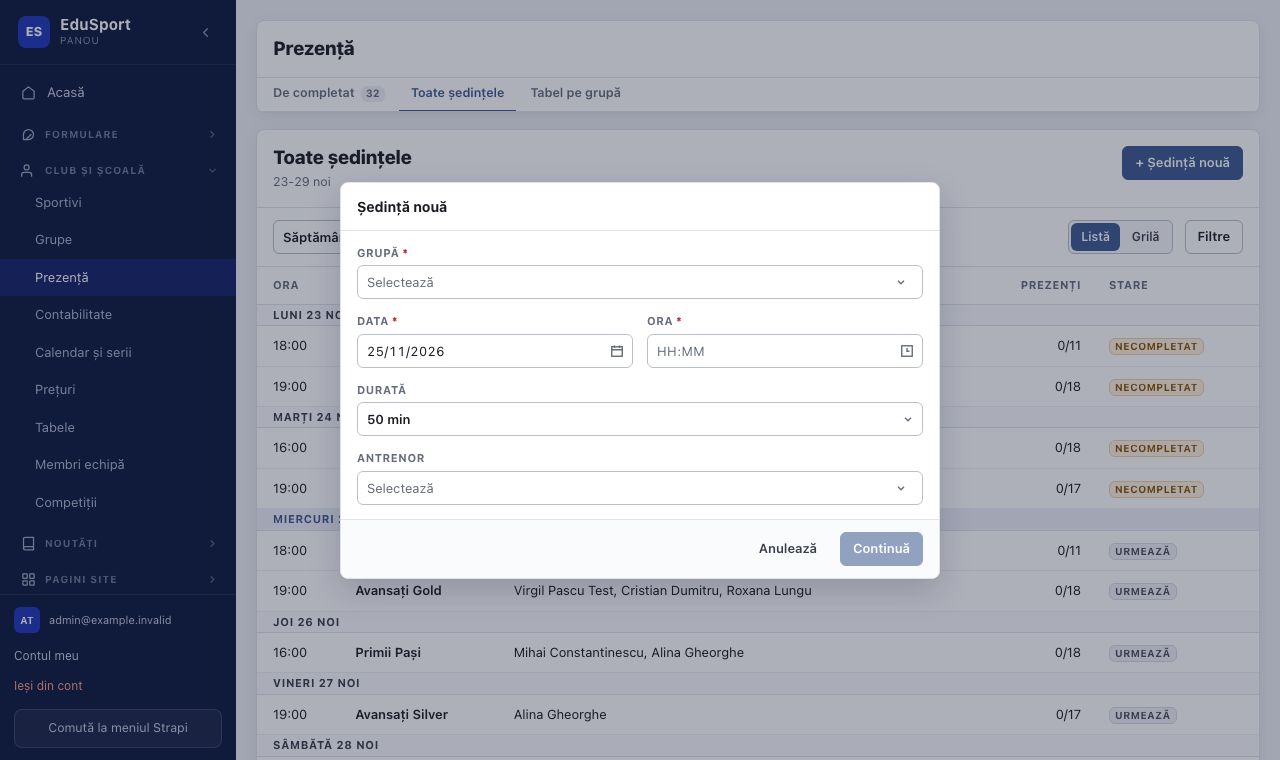 ES
EduSport
PANOU
Acasă
FORMULARE
CLUB ȘI ȘCOALĂ
Sportivi
Grupe
Prezență
Contabilitate
Calendar și serii
Prețuri
Tabele
Membri echipă
Competiții
NOUTĂȚI
PAGINI SITE
AT admin@example.invalid
Contul meu
Ieși din cont
Comută la meniul Strapi
Prezență
De completat 32 Toate ședințele Tabel pe grupă
Toate ședințele
23-29 noi
+ Ședință nouă
Listă Grilă Filtre
ORA PREZENȚI STARE
LUNI 23
18:00 0/11 NECOMPLETAT
19:00 0/18 NECOMPLETAT
MARȚI 24
16:00 0/18 NECOMPLETAT
19:00 0/17 NECOMPLETAT
MIERCURI
18:00 0/11 URMEAZĂ
19:00 Avansați Gold Virgil Pascu Test, Cristian Dumitru, Roxana Lungu 0/18 URMEAZĂ
JOI 26 NOI
16:00 Primii Pași Mihai Constantinescu, Alina Gheorghe 0/18 URMEAZĂ
VINERI 27 NOI
19:00 Avansați Silver Alina Gheorghe 0/17 URMEAZĂ
SÂMBĂTĂ 28 NOI
Ședință nouă
GRUPĂ *
Selectează
DATA * ORA *
25/11/2026 HH:MM
DURATĂ
50 min
ANTRENOR
Selectează
Anulează Continuă